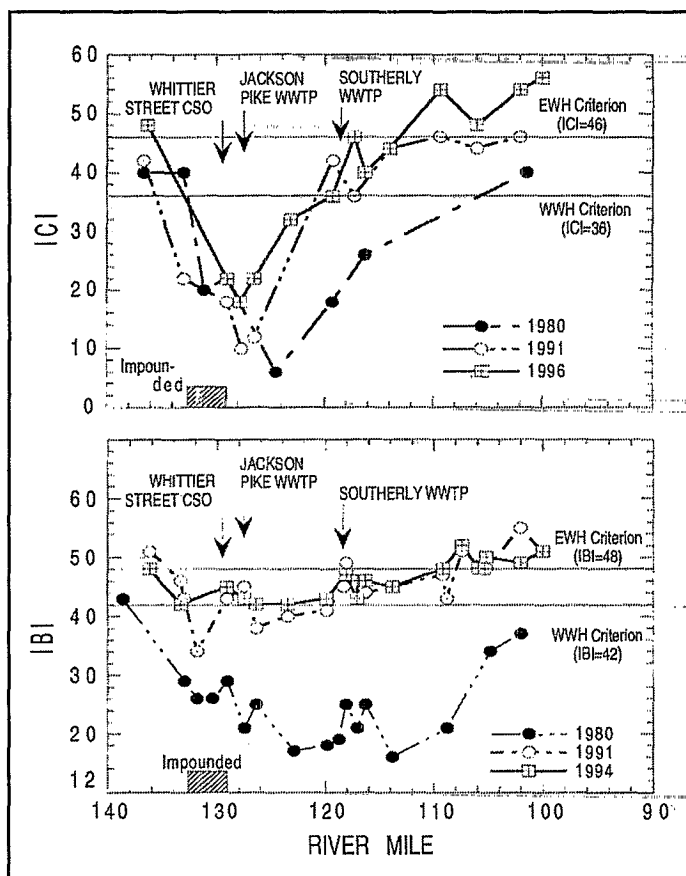 60
50
40
30
20
10
0
ICI
WHITTIER
STREET CSO
JACKSON
PIKE WWTP
SOUTHERLY
WWTP
EWH Criterion
(ICI=46)
WWH Criterion
(ICI=36)
1980
1991
1996
Impoun-
ded
60
50
40
30
20
12
IBI
WHITTIER
STREET CSO
JACKSON
PIKE WWTP
SOUTHERLY WWTP
EWH Criterion
(IBI=48)
WWH Criterion
(IBI=42)
1980
1991
1994
Impounded
140
130
120
110
100
90
RIVER MILE